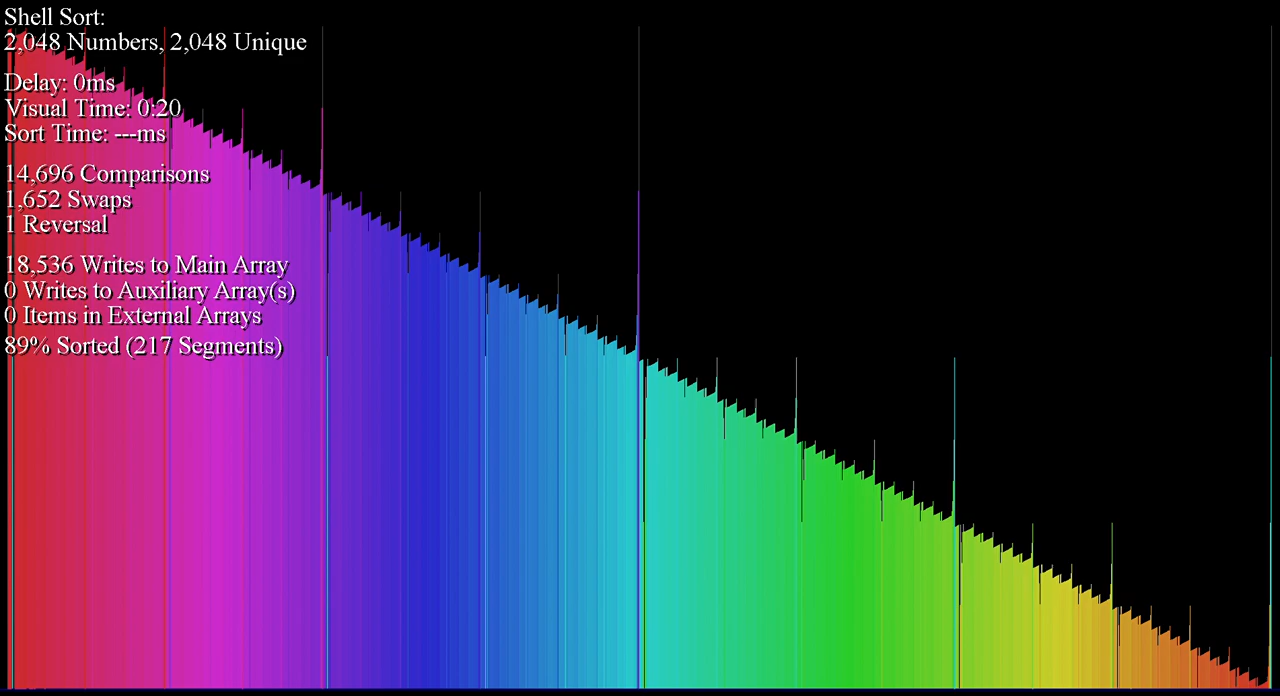 Shell Sort:
2,048 Numbers, 2,048 Unique
Delay: 0ms
Visual Time: 0:20
Sort Time: ---ms
14,696 Comparisons
1,652 Swaps
1 Reversal
18,536 Writes to Main Array
0 Writes to Auxiliary Array(s)
0 Items in External Arrays
89% Sorted (217 Segments)